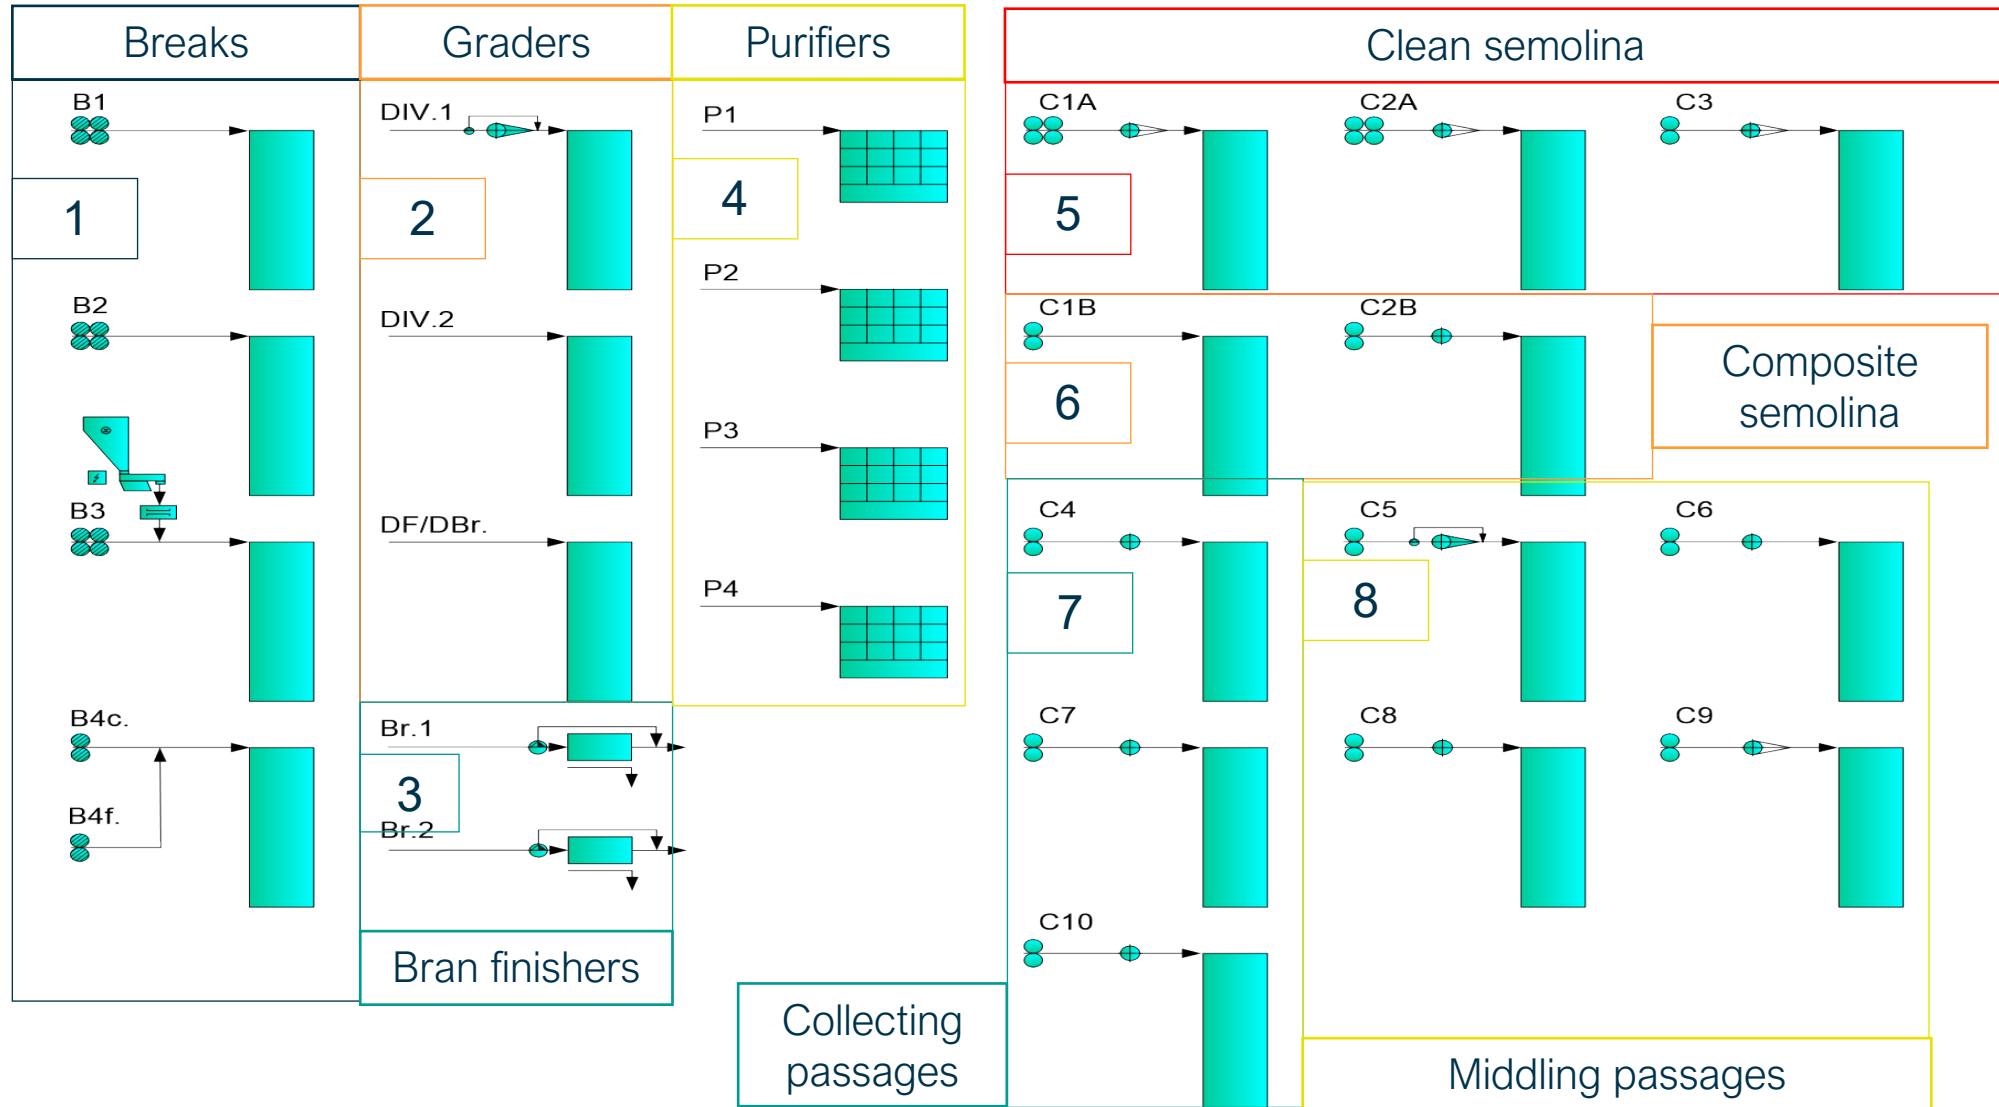 Breaks
B1
1
B2
B3
B4c.
B4f.
Graders
DIV.1
2
DIV.2
DF/DBr.
Br.1
3
Br.2
Bran finishers
Purifiers
P1
4
P2
P3
P4
Clean semolina
C1A
C2A
C3
5
C1B
C2B
6
Composite
semolina
C4
7
C7
C10
Collecting
passages
C5
C6
8
C8
C9
Middling passages